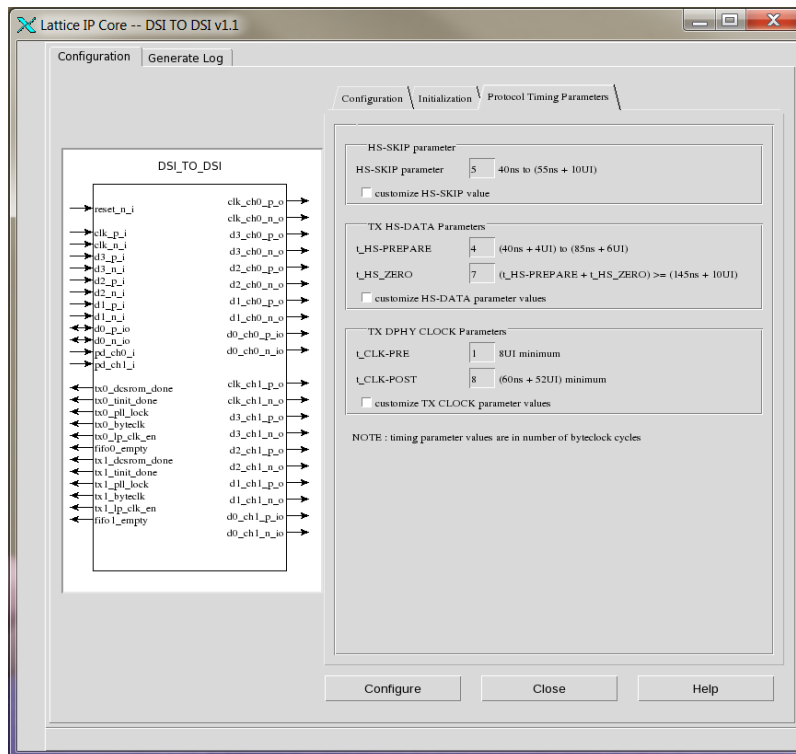 Lattice IP Core -- DSI TO DSI v1.1
Configuration
Generate Log
DSI_TO_DSI
reset_n_i
clk_p_i
clk_n_i
d3_p_i
d3_n_i
d2_p_i
d2_n_i
d1_p_i
d1_n_i
d0_p_io
d0_n_io
pd_ch0_i
pd_ch1_i
tx0_dcsrom_done
tx0_tinit_done
tx0_pll_lock
tx0_byteclk
tx0_lp_clk_en
fifo0_empty
tx1_dcsrom_done
tx1_tinit_done
tx1_pll_lock
tx1_byteclk
tx1_lp_clk_en
fifo1_empty
clk_ch0_p_o
clk_ch0_n_o
d3_ch0_p_o
d3_ch0_n_o
d2_ch0_p_o
d2_ch0_n_o
d1_ch0_p_o
d1_ch0_n_o
d0_ch0_p_io
d0_ch0_n_io
clk_ch1_p_o
clk_ch1_n_o
d3_ch1_p_o
d3_ch1_n_o
d2_ch1_p_o
d2_ch1_n_o
d1_ch1_p_o
d1_ch1_n_o
d0_ch1_p_io
d0_ch1_n_io
Configuration
Initialization
Protocol Timing Parameters
HS-SKIP parameter
HS-SKIP parameter 5 40ns to (55ns + 10UI)
customize HS-SKIP value
TX HS-DATA Parameters
t_HS-PREPARE 4 (40ns + 4UI) to (85ns + 6UI)
t_HS_ZERO 7 (t_HS-PREPARE + t_HS_ZERO) >= (145ns + 10UI)
customize HS-DATA parameter values
TX DPHY CLOCK Parameters
t_CLK-PRE 1 8UI minimum
t_CLK-POST 8 (60ns + 52UI) minimum
customize TX CLOCK parameter values
NOTE : timing parameter values are in number of byteclock cycles
Configure
Close
Help